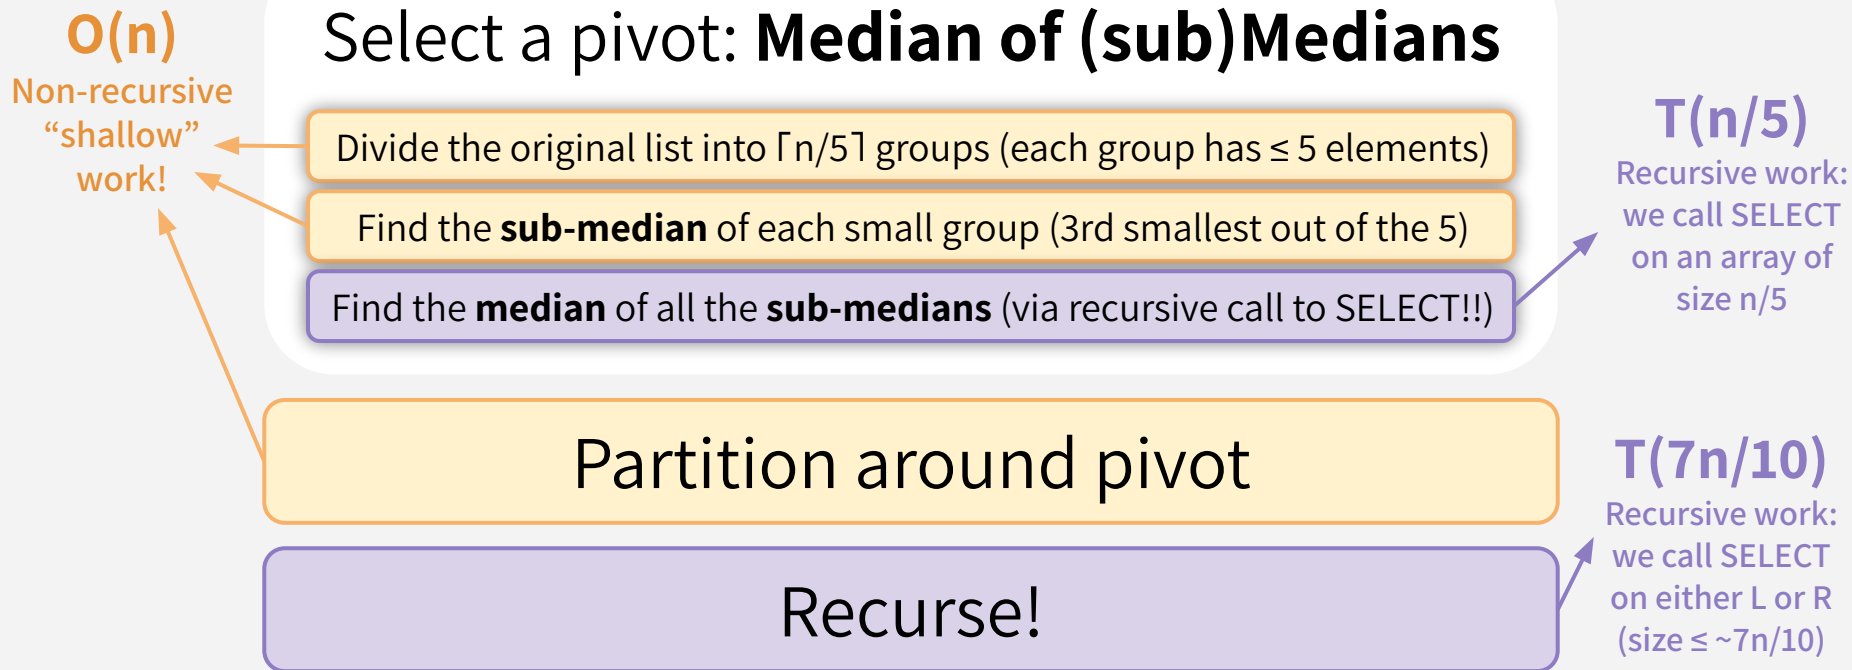 O(n)
Non-recursive
“shallow”
work!
Select a pivot: Median of (sub)Medians
Divide the original list into ⌈n/5⌉ groups (each group has ≤ 5 elements)
Find the sub-median of each small group (3rd smallest out of the 5)
Find the median of all the sub-medians (via recursive call to SELECT!!)
T(n/5)
Recursive work:
we call SELECT
on an array of
size n/5
Partition around pivot
Recurse!
T(7n/10)
Recursive work:
we call SELECT
on either L or R
(size ≤ ~7n/10)